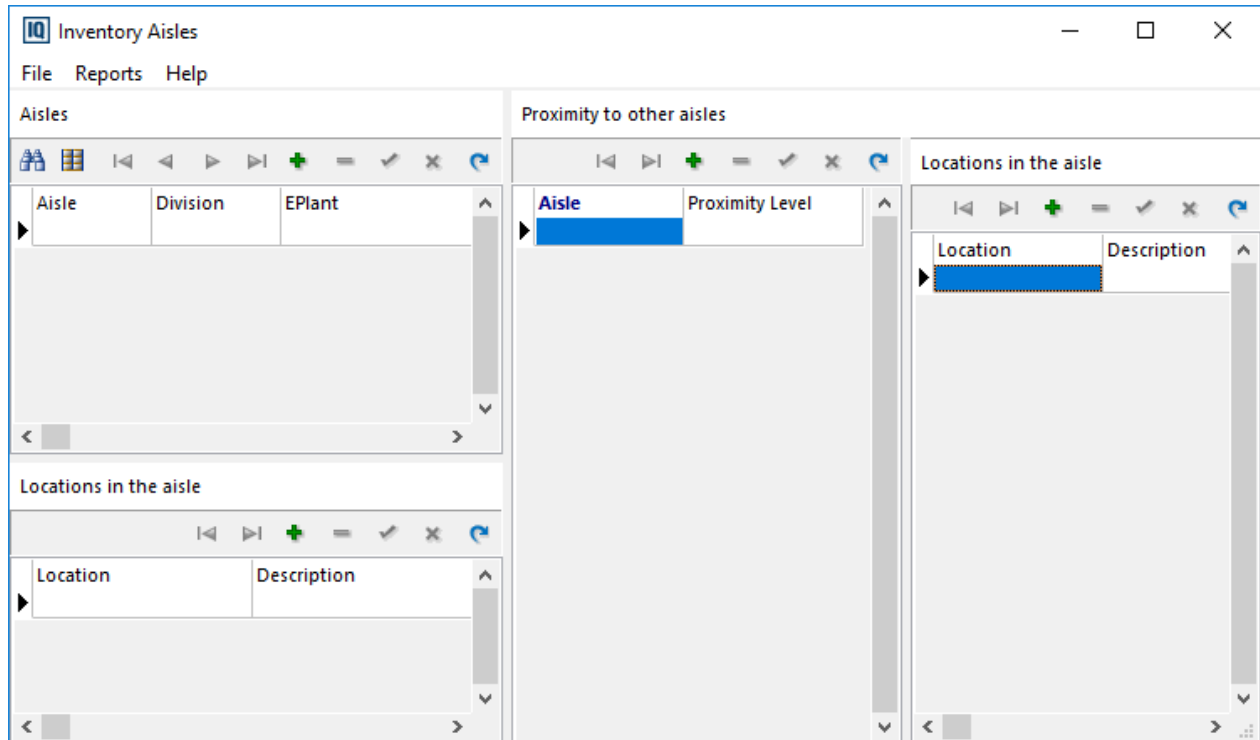 IQ Inventory Aisles
File Reports Help
Aisles
Aisle Division EPlant
Locations in the aisle
Location Description
Proximity to other aisles
Aisle Proximity Level
Locations in the aisle
Location Description